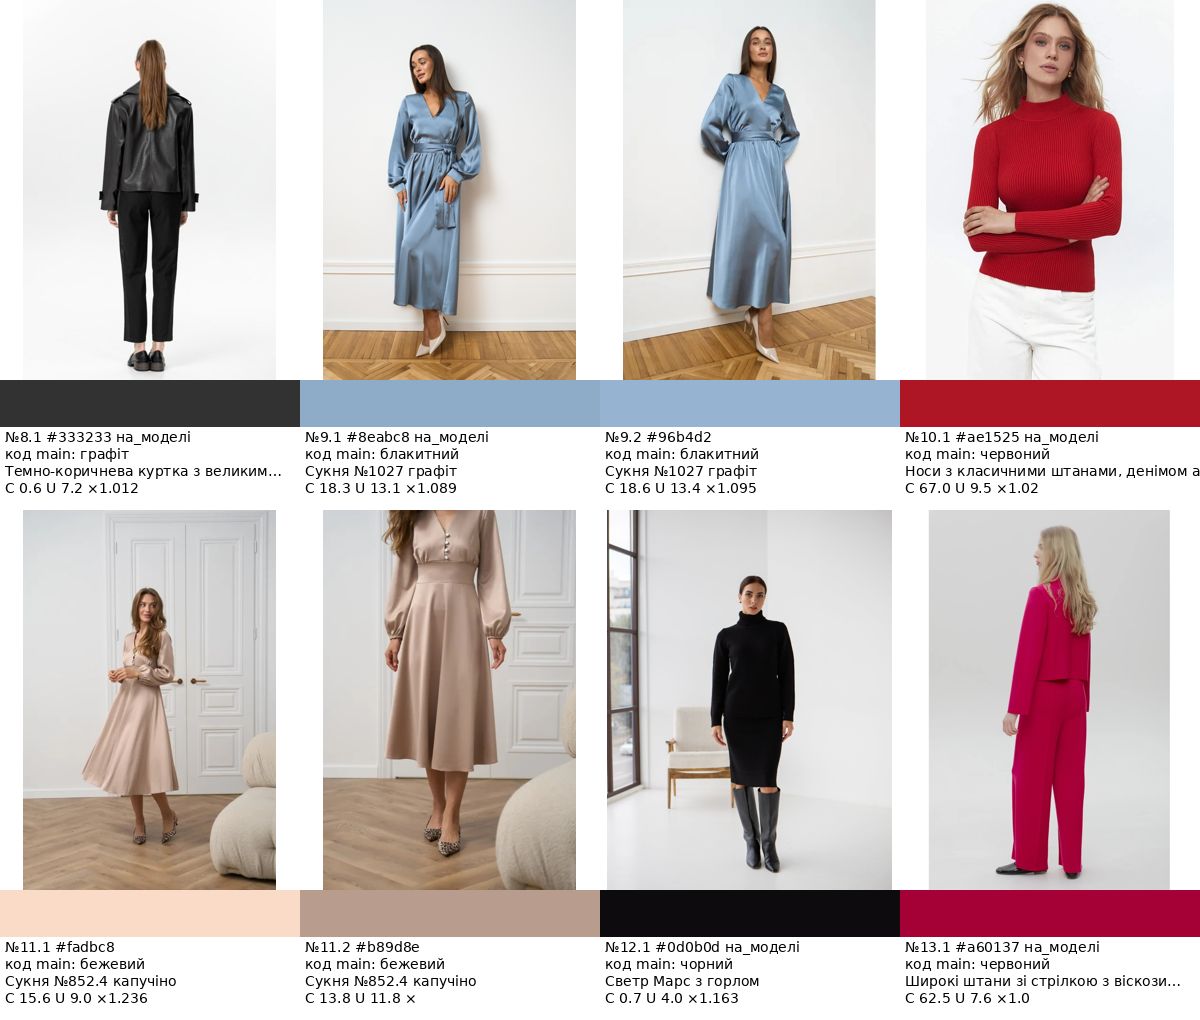 №8.1 #333233 на_моделі
код main: графіт
Темно-коричнева куртка з великим...
C 0.6 U 7.2 ×1.012
№9.1 #8eabc8 на_моделі
код main: блакитний
Сукня №1027 графіт
C 18.3 U 13.1 ×1.089
№9.2 #96b4d2
код main: блакитний
Сукня №1027 графіт
C 18.6 U 13.4 ×1.095
№10.1 #ae1525 на_моделі
код main: червоний
Носи з класичними штанами, денімом а
C 67.0 U 9.5 ×1.02
№11.1 #fadbc8
код main: бежевий
Сукня №852.4 капучіно
C 15.6 U 9.0 ×1.236
№11.2 #b89d8e
код main: бежевий
Сукня №852.4 капучіно
C 13.8 U 11.8 ×
№12.1 #0d0b0d на_моделі
код main: чорний
Светр Марс з горлом
C 0.7 U 4.0 ×1.163
№13.1 #a60137 на_моделі
код main: червоний
Широкі штани зі стрілкою з віскози...
C 62.5 U 7.6 ×1.0